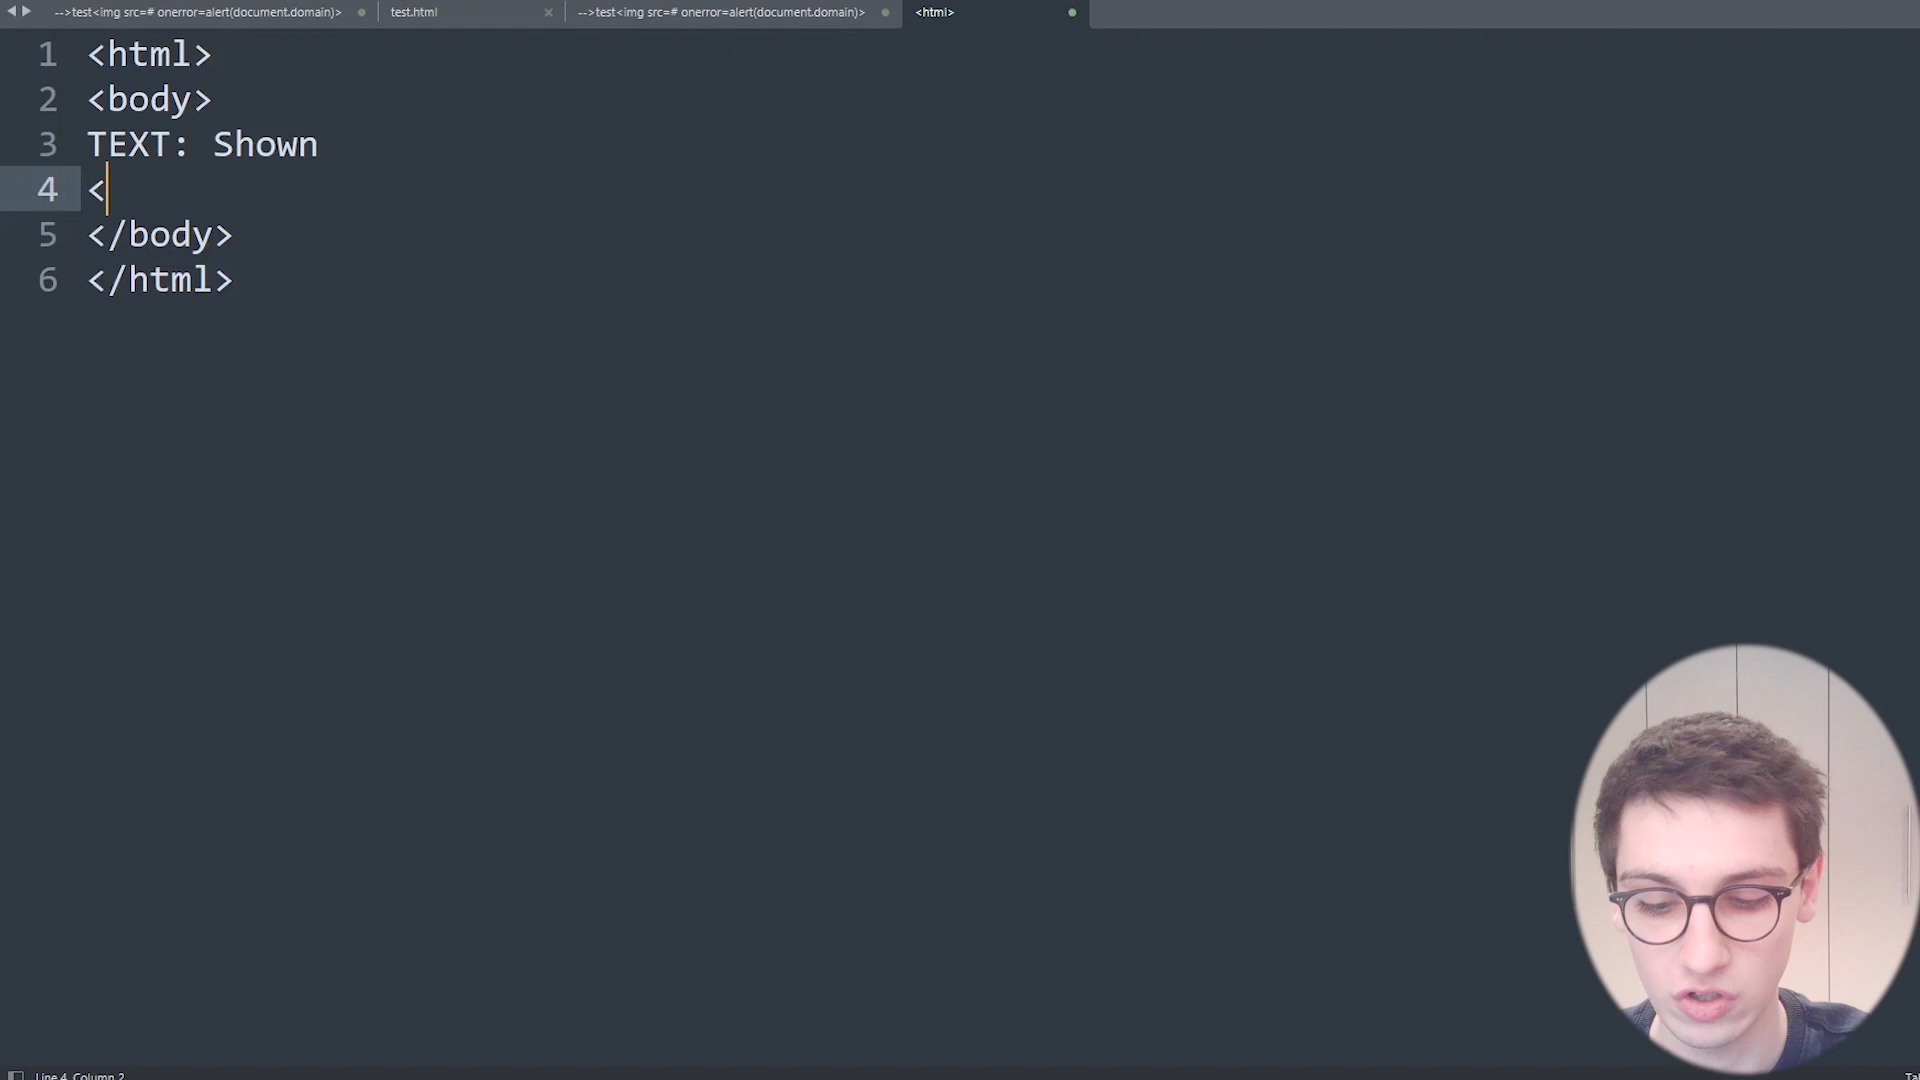 -->test<img src=# onerror=alert(document.domain)>
test.html
-->test<img src=# onerror=alert(document.domain)>
<html>
1 <html>
2 <body>
3 TEXT: Shown
4 <
5 </body>
6 </html>
Line 4, Column 2